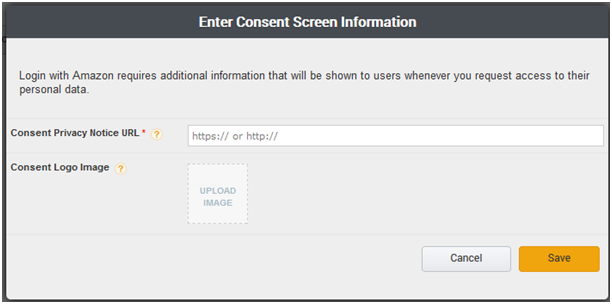 Enter Consent Screen Information
Login with Amazon requires additional information that will be shown to users whenever you request access to their
personal data.
Consent Privacy Notice URL * ?
https:// or http://
Consent Logo Image ?
UPLOAD
IMAGE
Cancel
Save